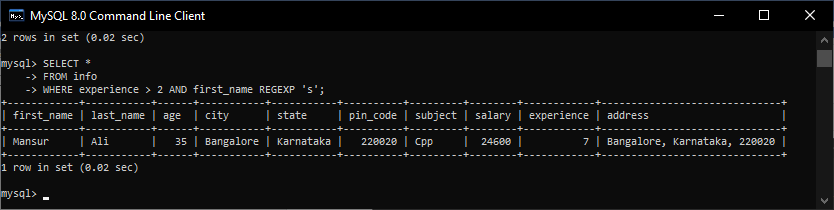 MySQL 8.0 Command Line Client
2 rows in set (0.02 sec)
mysql> SELECT *
    -> FROM info
    -> WHERE experience > 2 AND first_name REGEXP 's';
+------------+-----------+------+-----------+-----------+----------+---------+--------+------------+------------------------------+
| first_name | last_name | age  | city      | state     | pin_code | subject | salary | experience | address                      |
+------------+-----------+------+-----------+-----------+----------+---------+--------+------------+------------------------------+
| Mansur     | Ali       |   35 | Bangalore | Karnataka |   220020 | Cpp     |  24600 |          7 | Bangalore, Karnataka, 220020 |
+------------+-----------+------+-----------+-----------+----------+---------+--------+------------+------------------------------+
1 row in set (0.02 sec)
mysql>